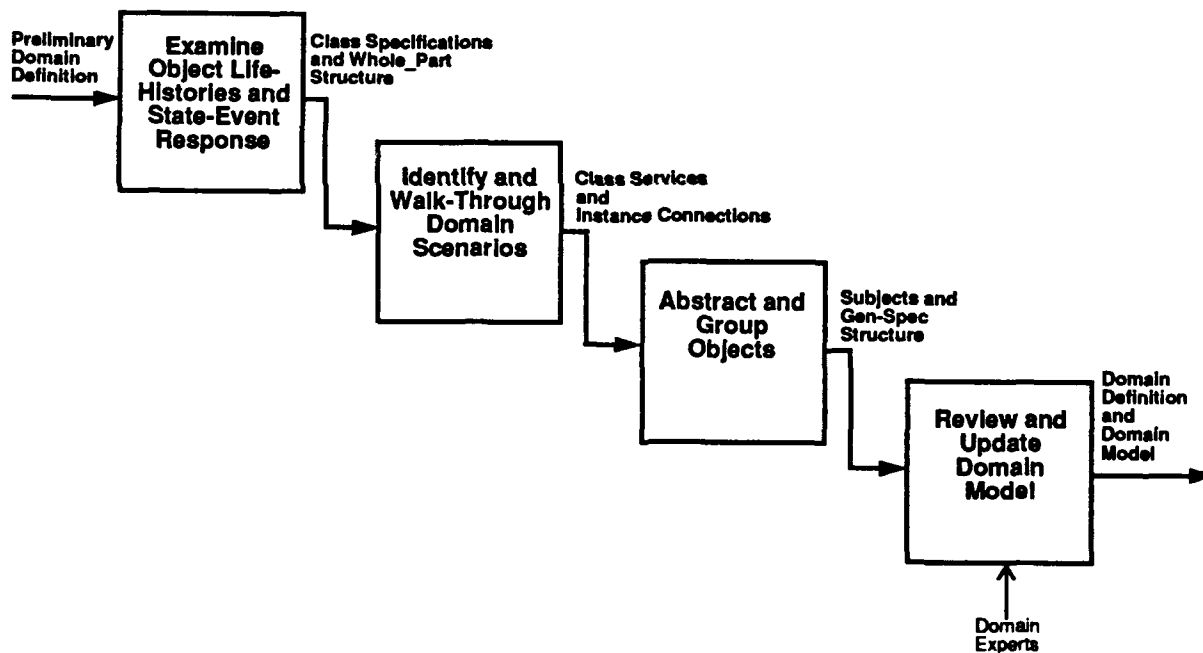 Preliminary
Domain
Definition
Examine
Object Life-
Histories and
State-Event
Response
Class Specifications
and Whole_Part
Structure
Identify and
Walk-Through
Domain
Scenarios
Class Services
and
Instance Connections
Abstract and
Group
Objects
Subjects and
Gen-Spec
Structure
Review and
Update
Domain
Model
Domain
Definition
and
Domain
Model
Domain
Experts